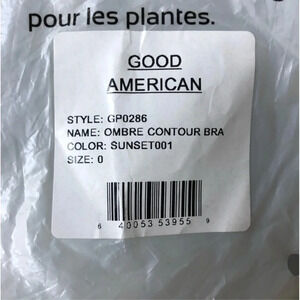 pour les plantes.
GOOD
AMERICAN
STYLE: GP0286
NAME: OMBRE CONTOUR BRA
COLOR: SUNSET001
SIZE: 0
6 40053 53955 9